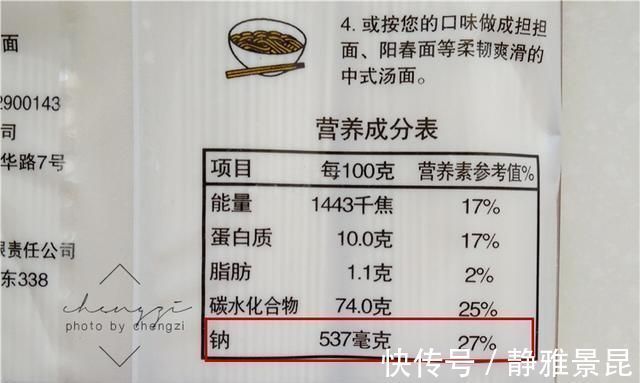 面
2900143
司
华路7号
限责任公司
东338
4. 或按您的口味做成担担
面、阳春面等柔韧爽滑的
中式汤面。
营养成分表
项目 每100克 营养素参考值%
能量 1443千焦 17%
蛋白质 10.0克 17%
脂肪 1.1克 2%
碳水化合物 74.0克 25%
钠 537毫克 27%
chengzi
photo by chengzi
快传号 / 静雅景昆